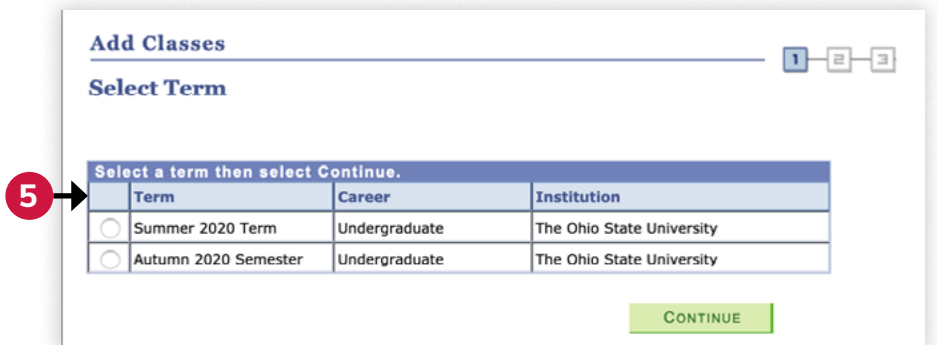 Add Classes
1 2 3
Select Term
Select a term then select Continue.
5
Term Career Institution
Summer 2020 Term Undergraduate The Ohio State University
Autumn 2020 Semester Undergraduate The Ohio State University
CONTINUE